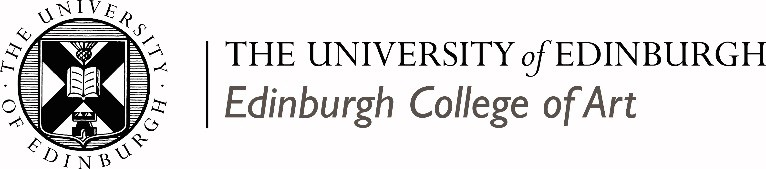 THE UNIVERSITY
OF EDINBURGH
THE UNIVERSITY of EDINBURGH
Edinburgh College of Art